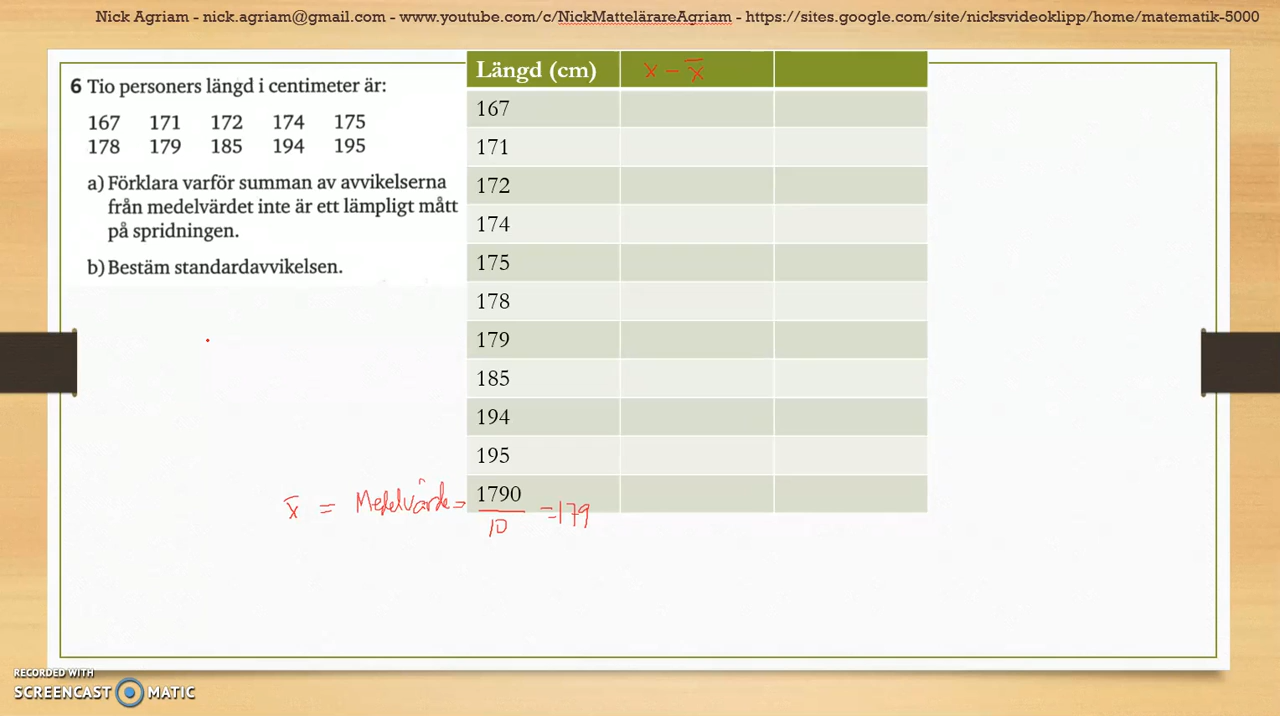 Nick Agriam - nick.agriam@gmail.com - www.youtube.com/c/NickMattelärareAgriam - https://sites.google.com/site/nicksvideoklipp/home/matematik-5000
6 Tio personers längd i centimeter är:
167 171 172 174 175
178 179 185 194 195
a) Förklara varför summan av avvikelserna
från medelvärdet inte är ett lämpligt mått
på spridningen.
b) Bestäm standardavvikelsen.
Längd (cm) x - x̄
167
171
172
174
175
178
179
185
194
195
x̄ = Medelvärde = 1790/10 = 179
RECORDED WITH
SCREENCAST MATIC